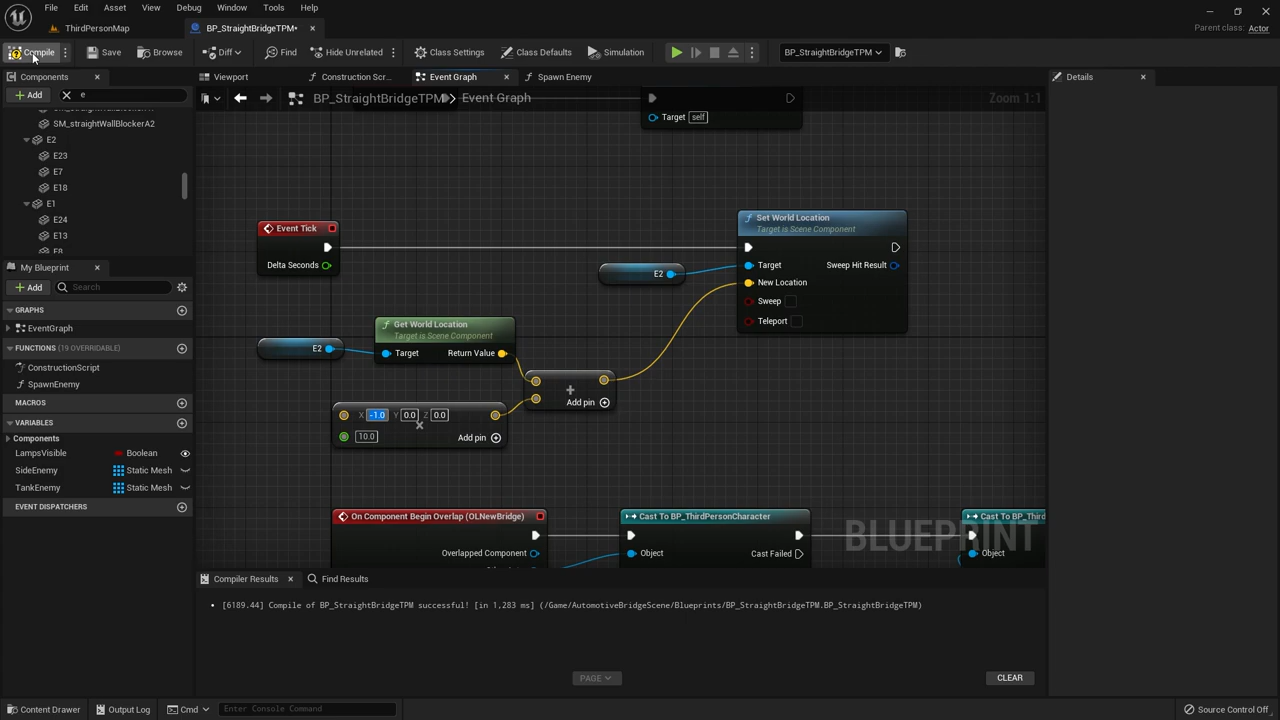 File Edit Asset View Debug Window Tools Help
Parent class: Actor
ThirdPersonMap
BP_StraightBridgeTPM*
Compile
Save
Browse
Diff
Find
Hide Unrelated
Class Settings
Class Defaults
Simulation
BP_StraightBridgeTPM
Components
Viewport
Construction Scr...
Event Graph
Spawn Enemy
Details
Add
e
BP_StraightBridgeTPM
Event Graph
Zoom 1:1
SM_straightWallBlockerA2
Target self
E2
E23
E7
E18
E1
E24
E13
E8
Event Tick
Delta Seconds
Set World Location
Target is Scene Component
E2
Target
Sweep Hit Result
New Location
Sweep
Teleport
Get World Location
Target is Scene Component
E2
Target
Return Value
Add pin
X -1.0 Y 0.0 Z 0.0
10.0
Add pin
My Blueprint
Add
Search
GRAPHS
EventGraph
FUNCTIONS (19 OVERRIDABLE)
ConstructionScript
SpawnEnemy
MACROS
VARIABLES
Components
LampsVisible Boolean
SideEnemy Static Mesh
TankEnemy Static Mesh
EVENT DISPATCHERS
On Component Begin Overlap (OLNewBridge)
Overlapped Component
Cast To BP_ThirdPersonCharacter
Object
Cast Failed
Cast To BP_Third
Object
BLUEPRINT
Compiler Results
Find Results
[6189.44] Compile of BP_StraightBridgeTPM successful! [in 1,283 ms] (/Game/AutomotiveBridgeScene/Blueprints/BP_StraightBridgeTPM.BP_StraightBridgeTPM)
PAGE
CLEAR
Content Drawer
Output Log
Cmd
Enter Console Command
Source Control Off